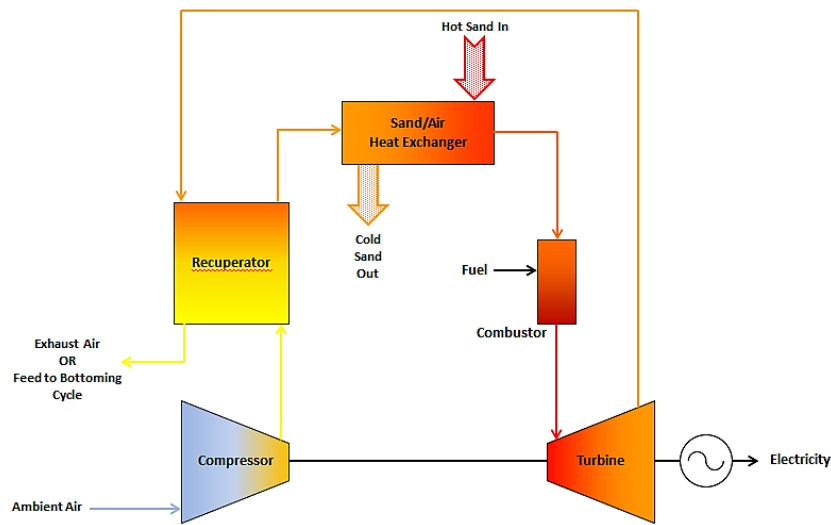 Hot Sand In
Sand/Air
Heat Exchanger
Recuperator
Cold
Sand
Out
Fuel
Combustor
Exhaust Air
OR
Feed to Bottoming
Cycle
Compressor
Turbine
Electricity
Ambient Air